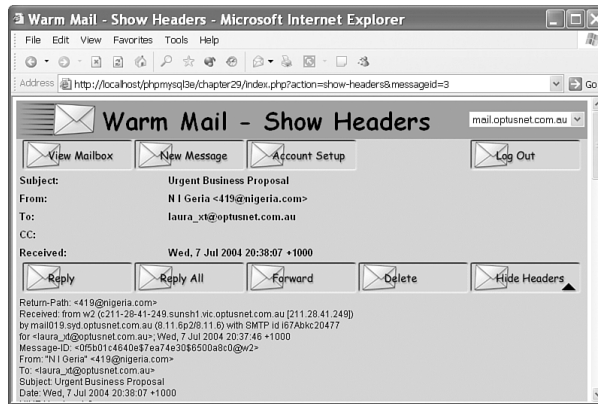 Warm Mail - Show Headers - Microsoft Internet Explorer
File Edit View Favorites Tools Help
Address http://localhost/phpmysql3e/chapter29/index.php?action=show-headers&messageid=3 Go
Warm Mail - Show Headers mail.optusnet.com.au
View Mailbox New Message Account Setup Log Out
Subject: Urgent Business Proposal
From: N I Geria <419@nigeria.com>
To: laura_xt@optusnet.com.au
CC:
Received: Wed, 7 Jul 2004 20:38:07 +1000
Reply Reply All Forward Delete Hide Headers
Return-Path: <419@nigeria.com>
Received: from w2 (c211-28-41-249.sunsh1.vic.optusnet.com.au [211.28.41.249])
by mail019.syd.optusnet.com.au (8.11.6p2/8.11.6) with SMTP id i67Abkc20477
for <laura_xt@optusnet.com.au>; Wed, 7 Jul 2004 20:37:46 +1000
Message-ID: <0f5b01c4640e$7ea74e30$6500a8c0@w2>
From: "N I Geria" <419@nigeria.com>
To: <laura_xt@optusnet.com.au>
Subject: Urgent Business Proposal
Date: Wed, 7 Jul 2004 20:38:07 +1000